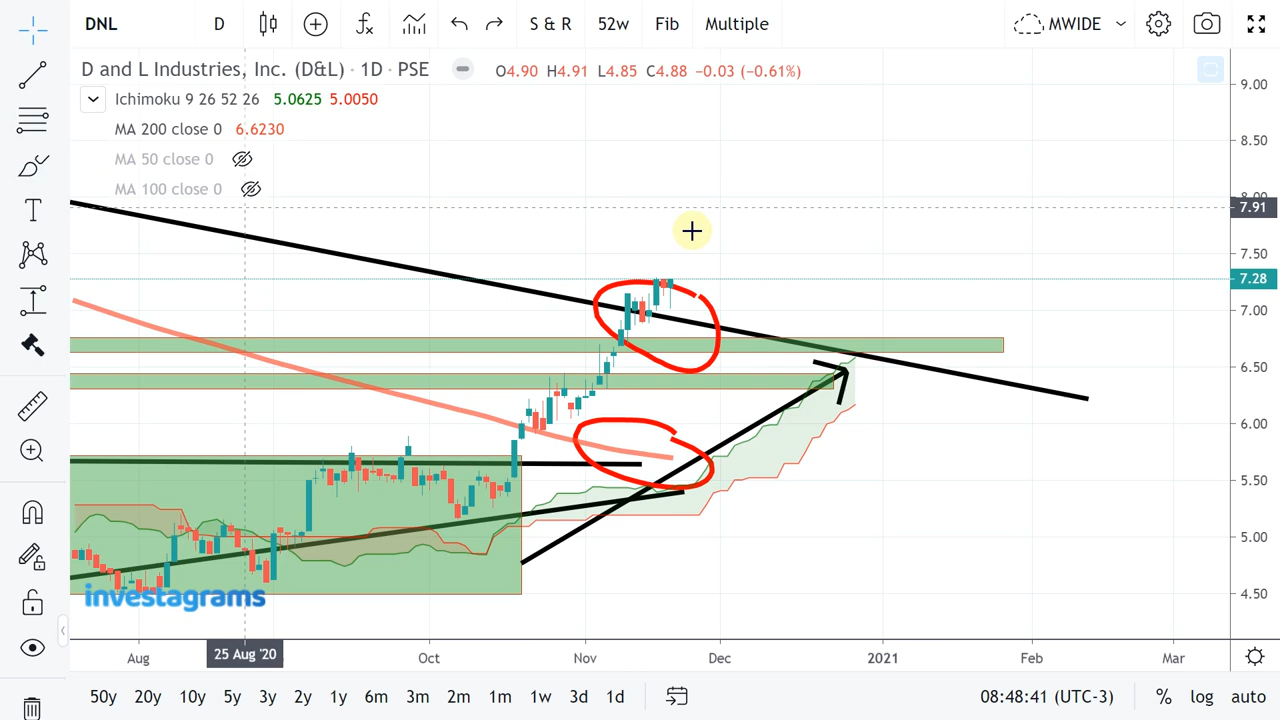 DNL D S & R 52w Fib Multiple MWIDE
D and L Industries, Inc. (D&L) · 1D · PSE O4.90 H4.91 L4.85 C4.88 −0.03 (−0.61%)
Ichimoku 9 26 52 26 5.0625 5.0050
MA 200 close 0 6.6230
MA 50 close 0
MA 100 close 0
9.00
8.50
8.00
7.91
7.50
7.28
7.00
6.50
6.00
5.50
5.00
4.50
investagrams
Aug 25 Aug '20 Oct Nov Dec 2021 Feb Mar
50y 20y 10y 5y 3y 2y 1y 6m 3m 2m 1m 1w 3d 1d 08:48:41 (UTC-3) % log auto